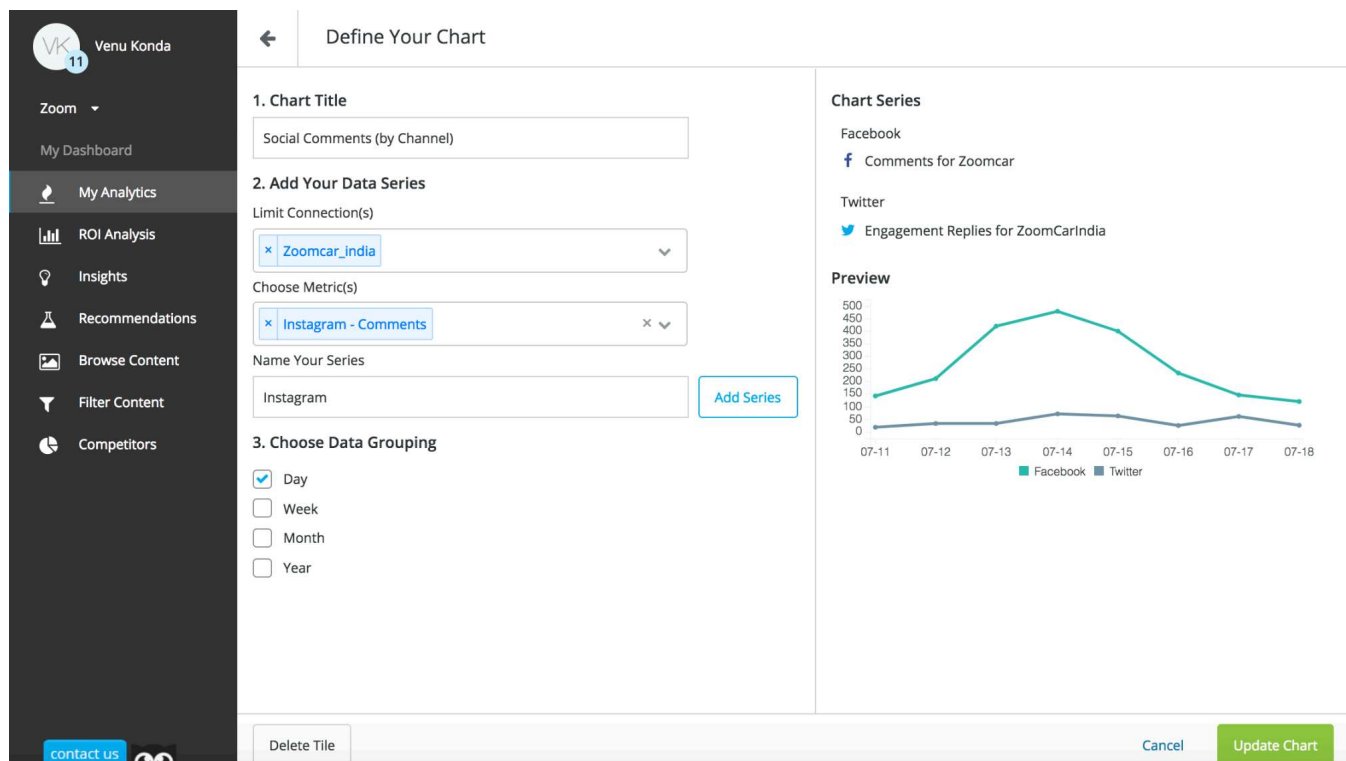 VK
11
Venu Konda
Zoom
My Dashboard
My Analytics
ROI Analysis
Insights
Recommendations
Browse Content
Filter Content
Competitors
contact us
Define Your Chart
1. Chart Title
Social Comments (by Channel)
2. Add Your Data Series
Limit Connection(s)
× Zoomcar_india
Choose Metric(s)
× Instagram - Comments ×
Name Your Series
Instagram
Add Series
3. Choose Data Grouping
Day
Week
Month
Year
Delete Tile
Chart Series
Facebook
f Comments for Zoomcar
Twitter
Engagement Replies for ZoomCarIndia
Preview
500
450
400
350
300
250
200
150
100
50
0
07-11 07-12 07-13 07-14 07-15 07-16 07-17 07-18
Facebook Twitter
Cancel
Update Chart